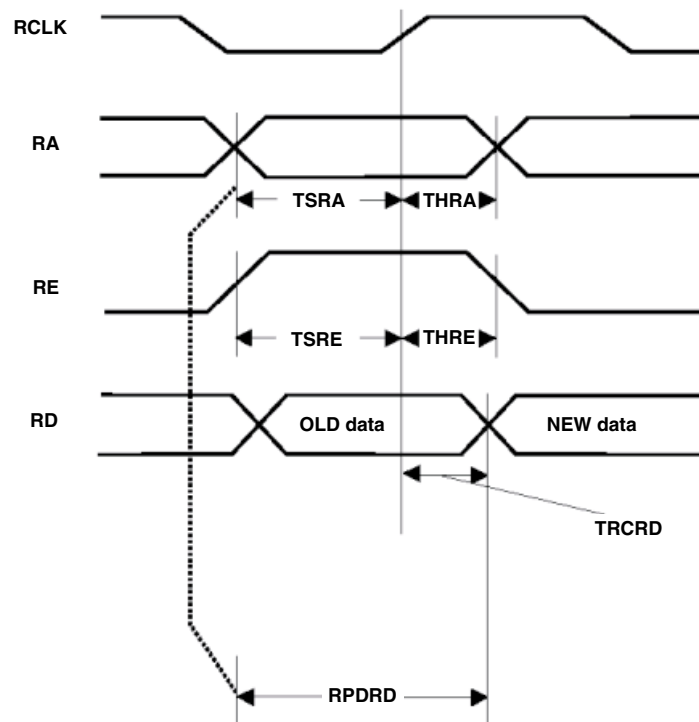 RCLK
RA
TSRA THRA
RE
TSRE THRE
RD OLD data NEW data
TRCRD
RPDRD